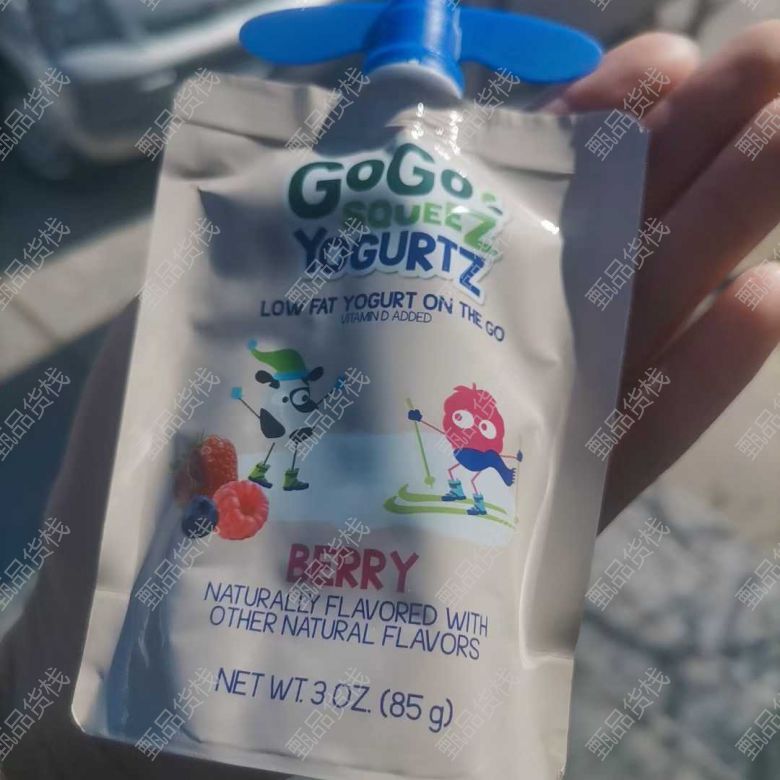 GoGo
SQUEEZ
YOGURTZ
LOW FAT YOGURT ON THE GO
VITAMIN D ADDED
BERRY
NATURALLY FLAVORED WITH
OTHER NATURAL FLAVORS
NET WT. 3 OZ. (85 g)
甄品货栈